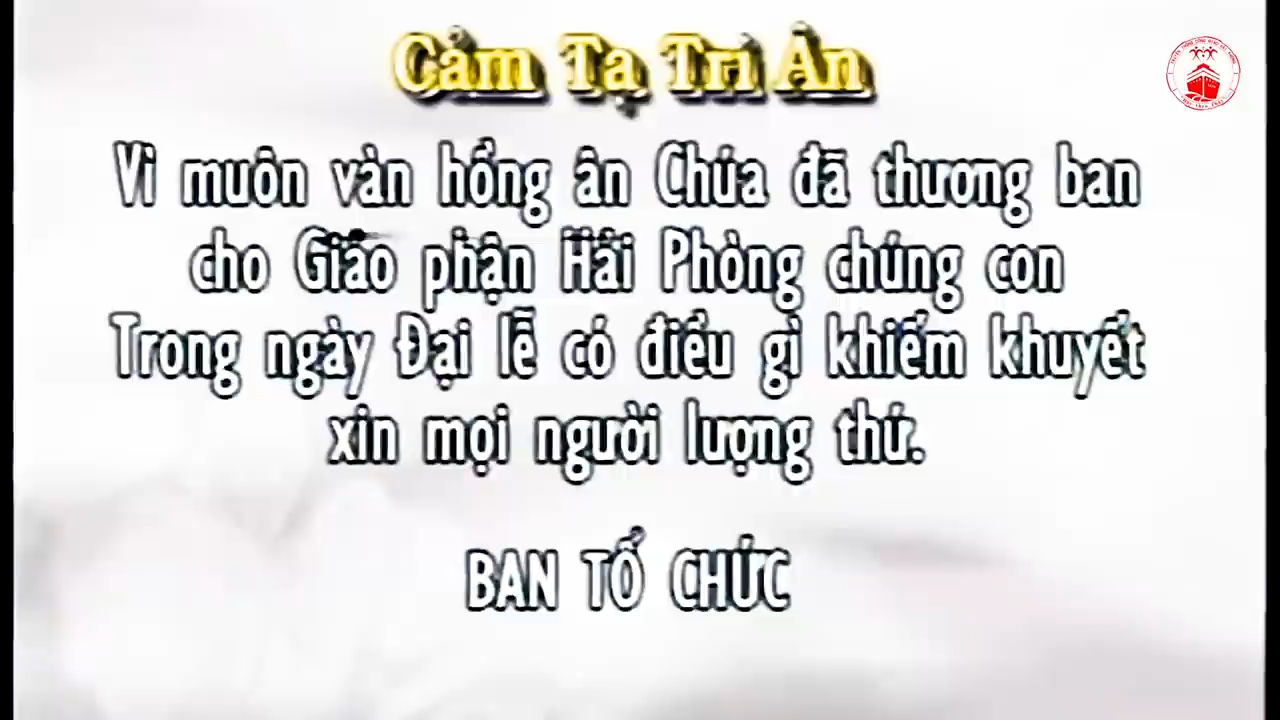 Cảm Tạ Tri Ân
Vì muôn vàn hồng ân Chúa đã thương ban
cho Giáo phận Hải Phòng chúng con
Trong ngày Đại lễ có điều gì khiếm khuyết
xin mọi người lượng thứ.
BAN TỔ CHỨC